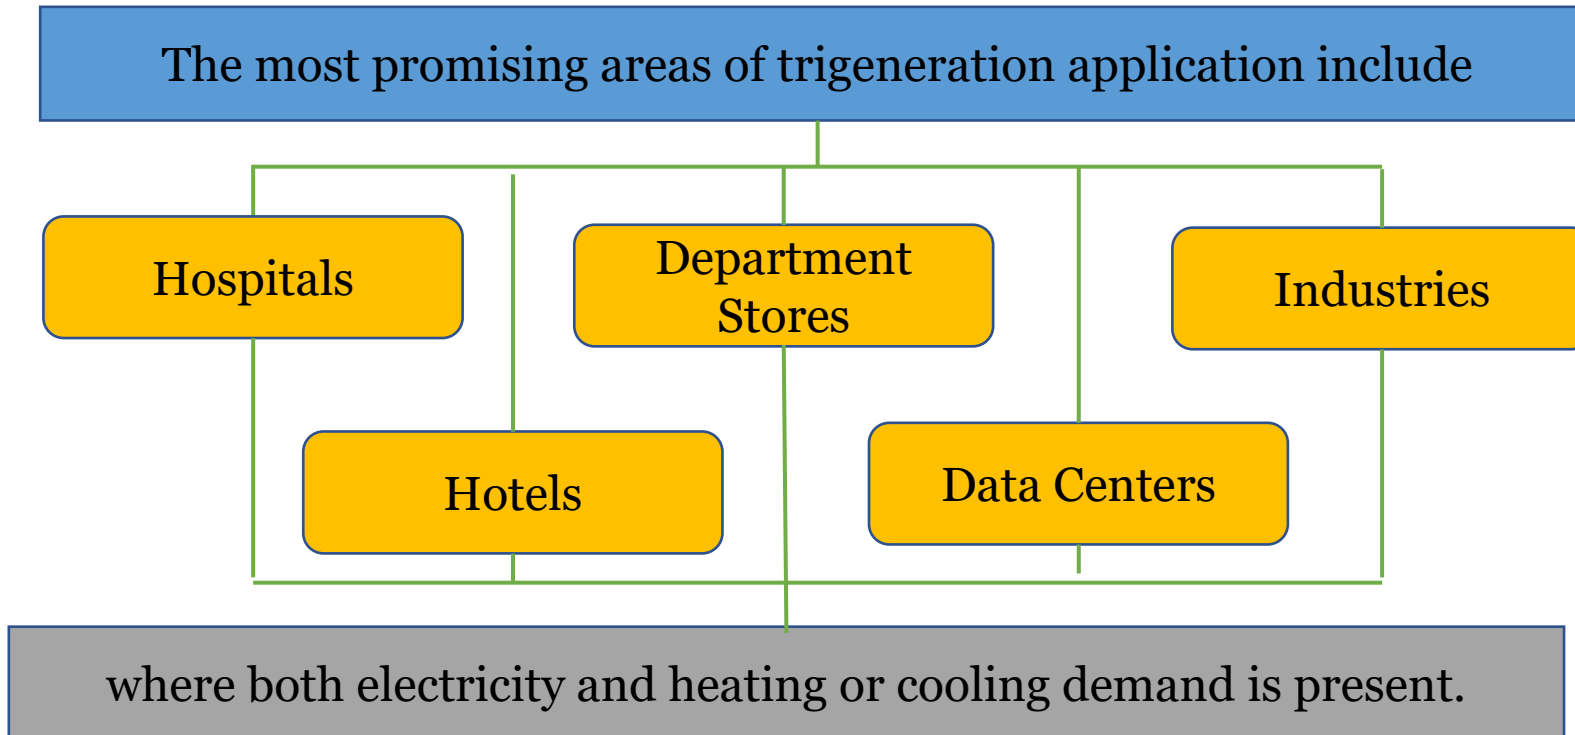 The most promising areas of trigeneration application include
Hospitals
Department
Stores
Industries
Hotels
Data Centers
where both electricity and heating or cooling demand is present.